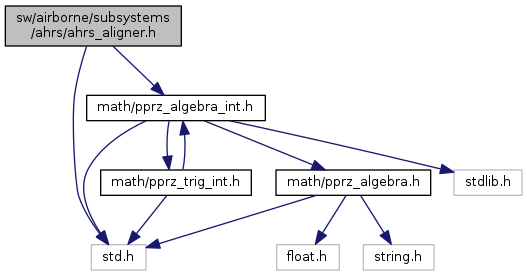 sw/airborne/subsystems
/ahrs/ahrs_aligner.h
math/pprz_algebra_int.h
math/pprz_trig_int.h
math/pprz_algebra.h
stdlib.h
std.h
float.h
string.h